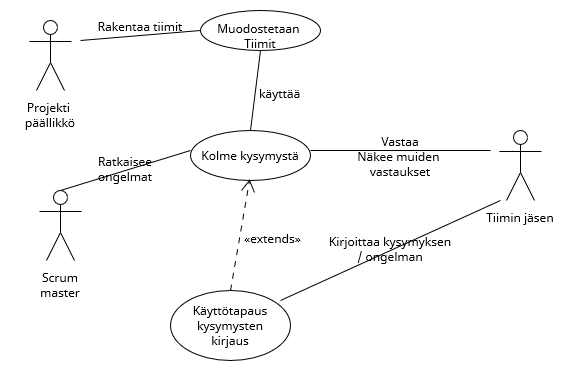 Rakentaa tiimit
Muodostetaan
Tiimit
Projekti
päällikkö
käyttää
Kolme kysymystä
Vastaa
Näkee muiden
vastaukset
Ratkaisee
ongelmat
Tiimin jäsen
Scrum
master
«extends»
Kirjoittaa kysymyksen
/ ongelman
Käyttötapaus
kysymysten
kirjaus